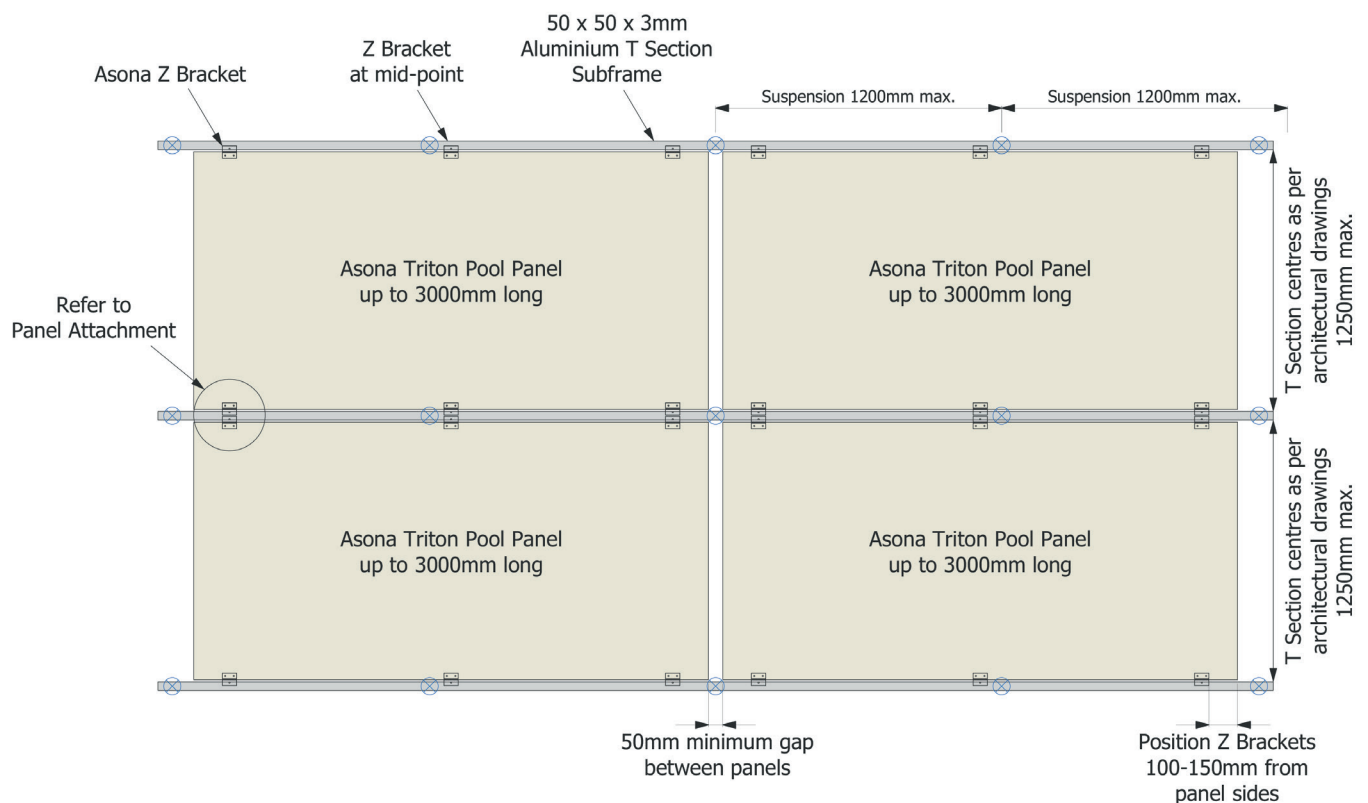 50 x 50 x 3mm
Aluminium T Section
Subframe
Z Bracket
at mid-point
Asona Z Bracket
Suspension 1200mm max.
Suspension 1200mm max.
Asona Triton Pool Panel
up to 3000mm long
Asona Triton Pool Panel
up to 3000mm long
T Section centres as per
architectural drawings
1250mm max.
Refer to
Panel Attachment
Asona Triton Pool Panel
up to 3000mm long
Asona Triton Pool Panel
up to 3000mm long
T Section centres as per
architectural drawings
1250mm max.
50mm minimum gap
between panels
Position Z Brackets
100-150mm from
panel sides